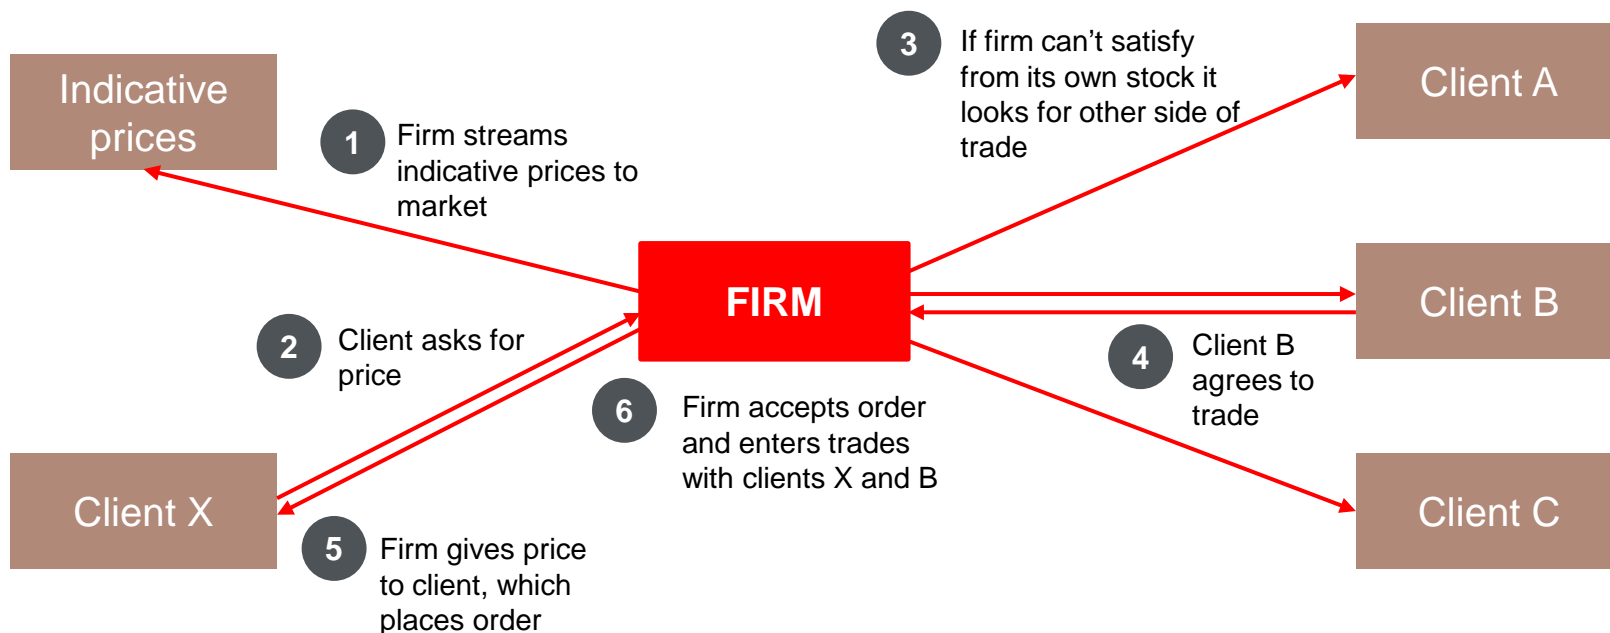 Indicative
prices
1
Firm streams
indicative prices to
market
2
Client asks for
price
Client X
5
Firm gives price
to client, which
places order
FIRM
6
Firm accepts order
and enters trades
with clients X and B
3
If firm can’t satisfy
from its own stock it
looks for other side of
trade
4
Client B
agrees to
trade
Client A
Client B
Client C